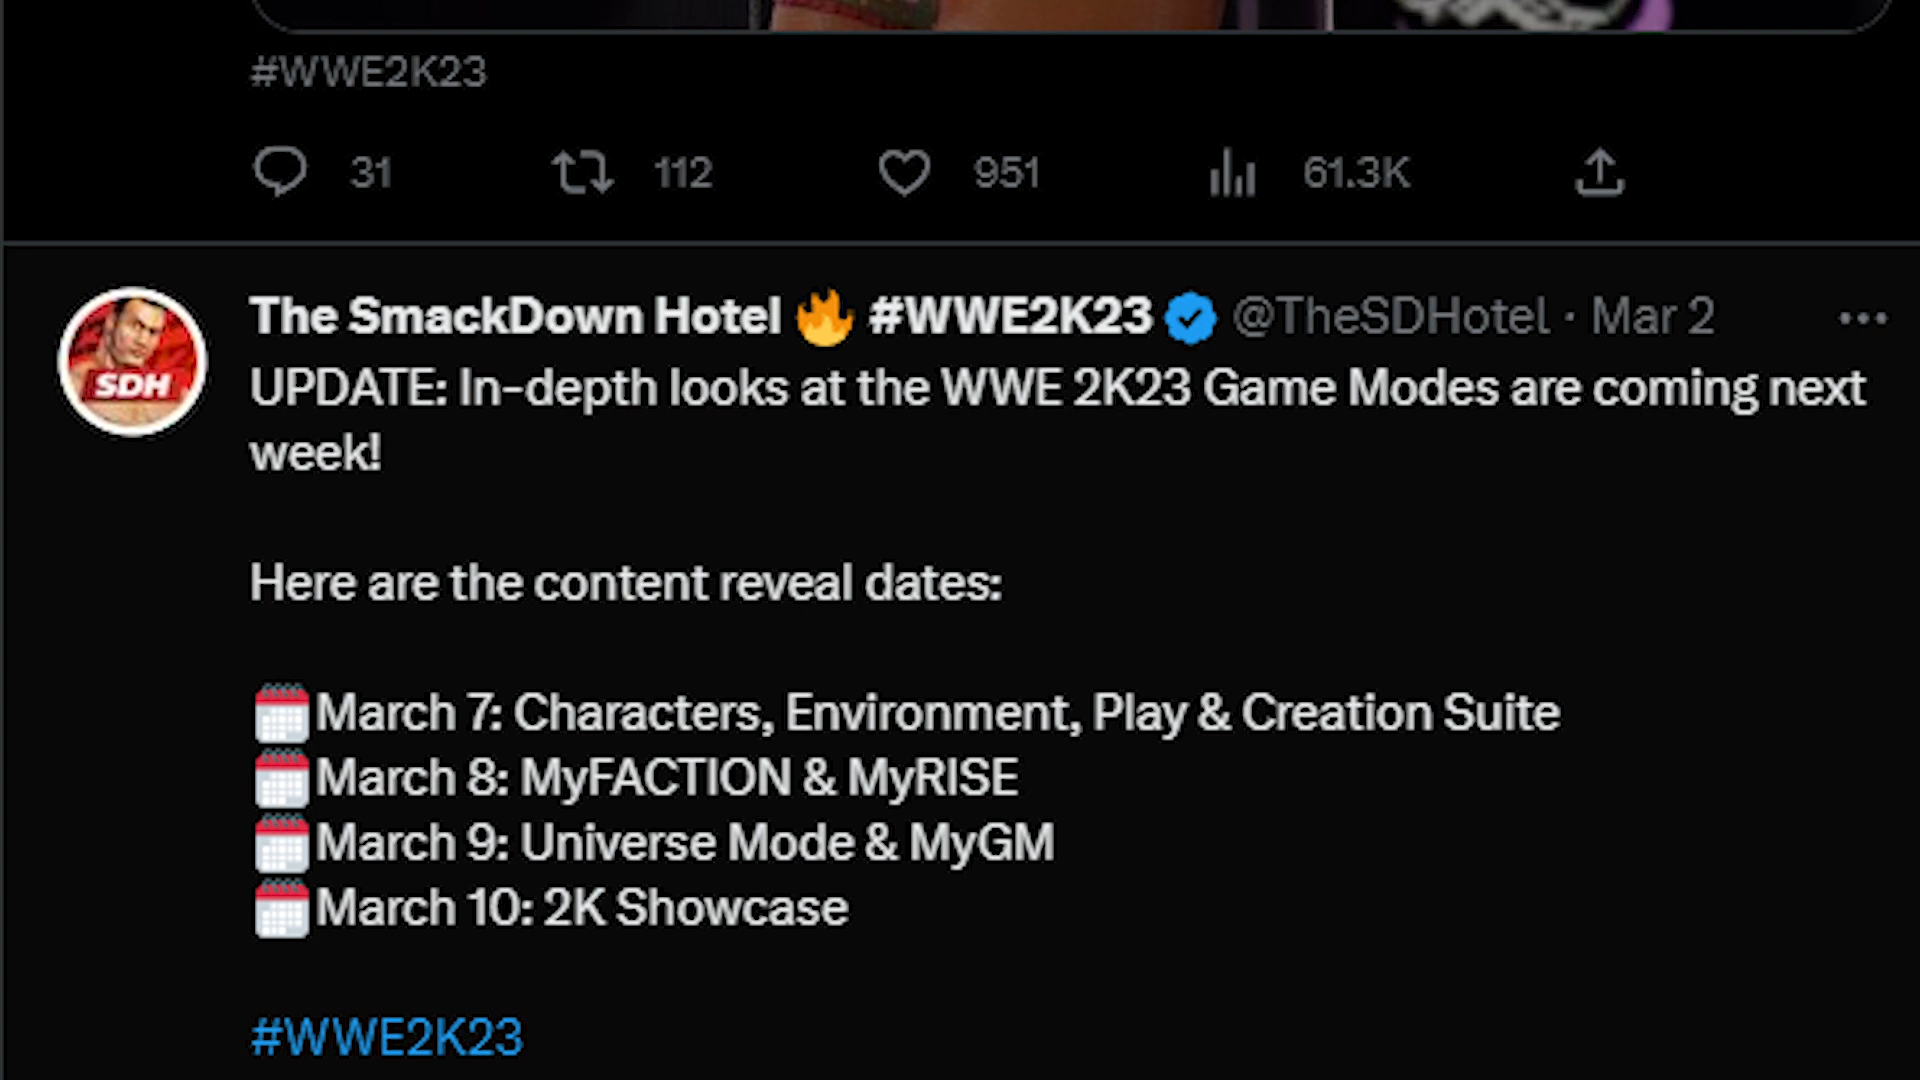 #WWE2K23
31 112 951 61.3K
The SmackDown Hotel 🔥 #WWE2K23 @TheSDHotel · Mar 2
SDH
UPDATE: In-depth looks at the WWE 2K23 Game Modes are coming next
week!
Here are the content reveal dates:
March 7: Characters, Environment, Play & Creation Suite
March 8: MyFACTION & MyRISE
March 9: Universe Mode & MyGM
March 10: 2K Showcase
#WWE2K23